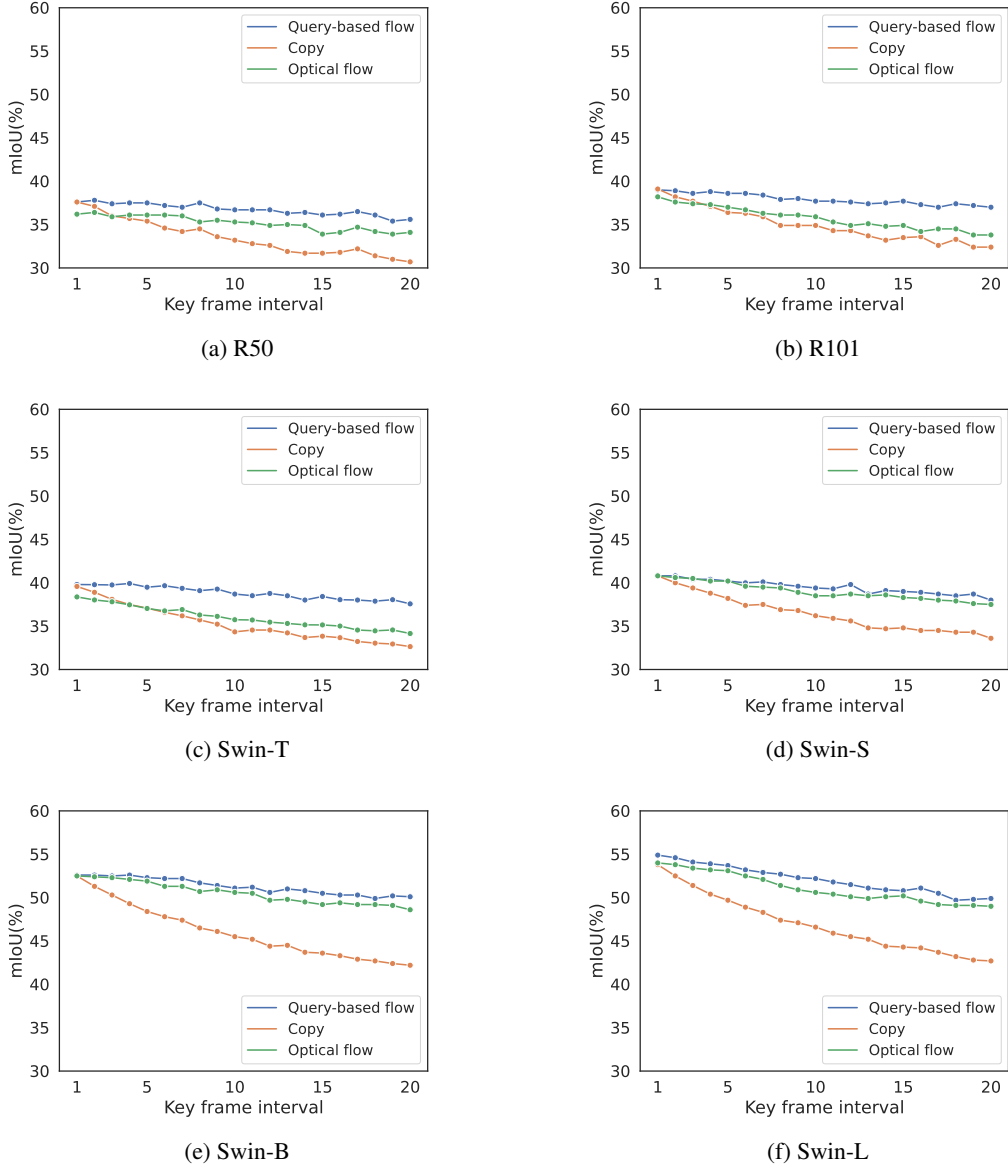 60
55
50
45
40
35
30
mIoU(%)
Query-based flow
Copy
Optical flow
1 5 10 15 20
Key frame interval
(a) R50
60
55
50
45
40
35
30
mIoU(%)
Query-based flow
Copy
Optical flow
1 5 10 15 20
Key frame interval
(b) R101
60
55
50
45
40
35
30
mIoU(%)
Query-based flow
Copy
Optical flow
1 5 10 15 20
Key frame interval
(c) Swin-T
60
55
50
45
40
35
30
mIoU(%)
Query-based flow
Copy
Optical flow
1 5 10 15 20
Key frame interval
(d) Swin-S
60
55
50
45
40
35
30
mIoU(%)
Query-based flow
Copy
Optical flow
1 5 10 15 20
Key frame interval
(e) Swin-B
60
55
50
45
40
35
30
mIoU(%)
Query-based flow
Copy
Optical flow
1 5 10 15 20
Key frame interval
(f) Swin-L